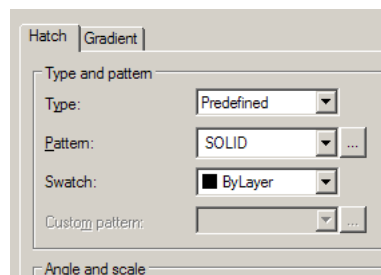 Hatch Gradient
Type and pattern
Type: Predefined
Pattern: SOLID ...
Swatch: ByLayer
Custom pattern: ...
Angle and scale